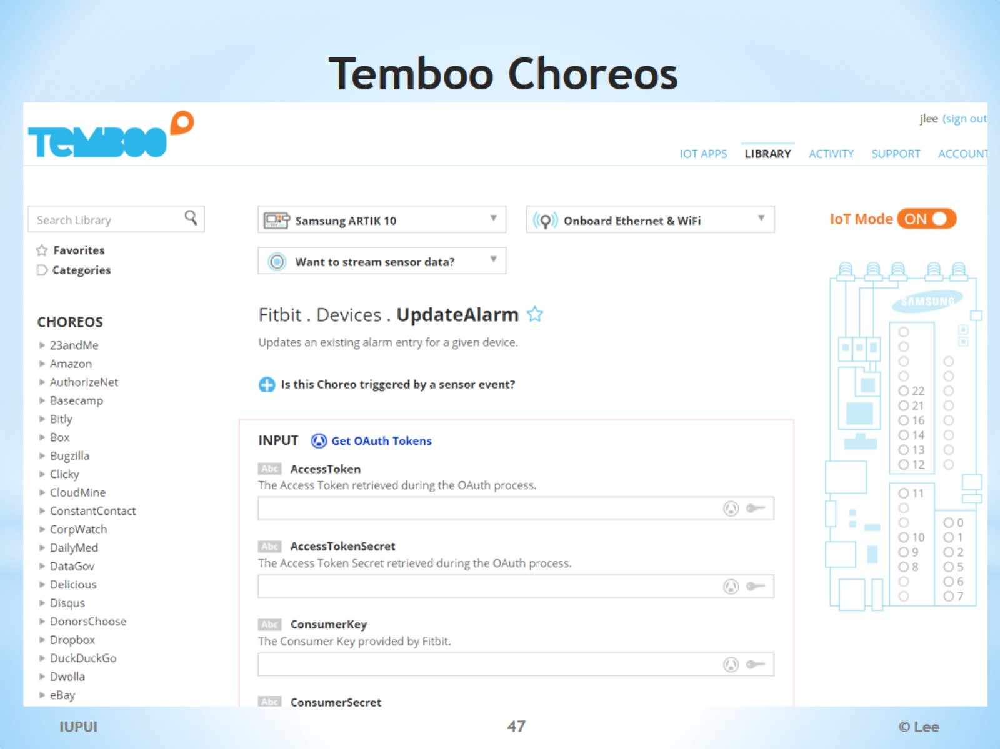 Temboo Choreos
TEMBOO
jlee (sign out
IOT APPS LIBRARY ACTIVITY SUPPORT ACCOUNT
Search Library
Favorites
Categories
CHOREOS
23andMe
Amazon
AuthorizeNet
Basecamp
Bitly
Box
Bugzilla
Clicky
CloudMine
ConstantContact
CorpWatch
DailyMed
DataGov
Delicious
Disqus
DonorsChoose
Dropbox
DuckDuckGo
Dwolla
eBay
Samsung ARTIK 10
Onboard Ethernet & WiFi
Want to stream sensor data?
Fitbit . Devices . UpdateAlarm
Updates an existing alarm entry for a given device.
Is this Choreo triggered by a sensor event?
INPUT Get OAuth Tokens
Abc AccessToken
The Access Token retrieved during the OAuth process.
Abc AccessTokenSecret
The Access Token Secret retrieved during the OAuth process.
Abc ConsumerKey
The Consumer Key provided by Fitbit.
Abc ConsumerSecret
IoT Mode ON
SAMSUNG
22
21
16
14
13
12
11
10
9
8
0
1
2
5
6
7
IUPUI
47
© Lee